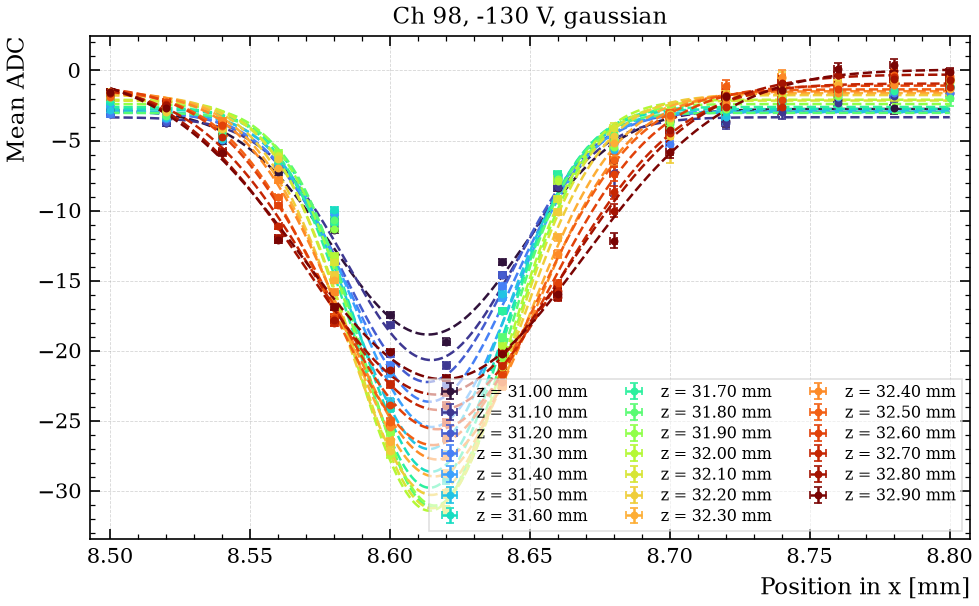 Ch 98, -130 V, gaussian
Mean ADC
0
−5
−10
−15
−20
−25
−30
z = 31.00 mm
z = 31.10 mm
z = 31.20 mm
z = 31.30 mm
z = 31.40 mm
z = 31.50 mm
z = 31.60 mm
z = 31.70 mm
z = 31.80 mm
z = 31.90 mm
z = 32.00 mm
z = 32.10 mm
z = 32.20 mm
z = 32.30 mm
z = 32.40 mm
z = 32.50 mm
z = 32.60 mm
z = 32.70 mm
z = 32.80 mm
z = 32.90 mm
8.50 8.55 8.60 8.65 8.70 8.75 8.80
Position in x [mm]